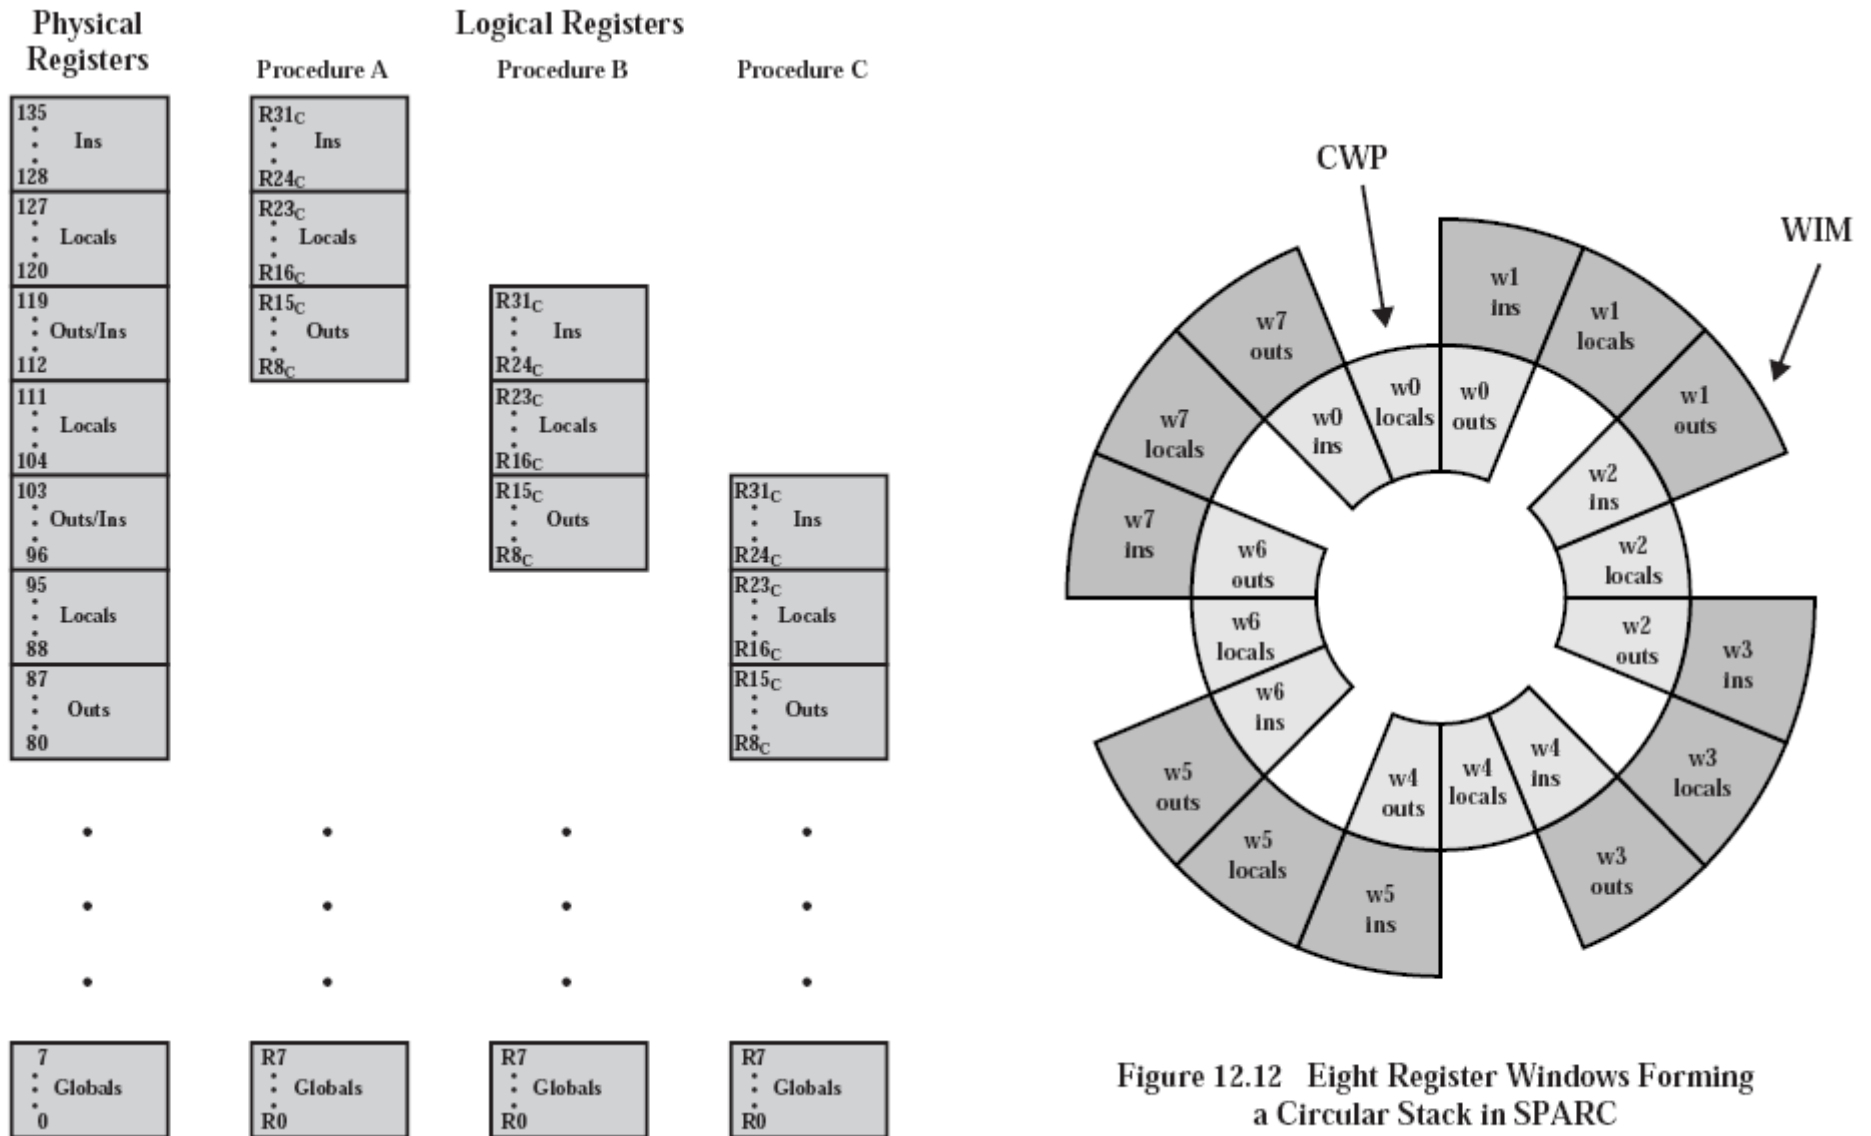 Physical
Registers
Logical Registers
Procedure A
Procedure B
Procedure C
135
Ins
128
127
Locals
120
119
Outs/Ins
112
111
Locals
104
103
Outs/Ins
96
95
Locals
88
87
Outs
80
7
Globals
0
R31C
Ins
R24C
R23C
Locals
R16C
R15C
Outs
R8C
R7
Globals
R0
R31C
Ins
R24C
R23C
Locals
R16C
R15C
Outs
R8C
R7
Globals
R0
R31C
Ins
R24C
R23C
Locals
R16C
R15C
Outs
R8C
R7
Globals
R0
CWP
WIM
w1
ins
w1
locals
w1
outs
w7
outs
w7
locals
w7
ins
w0
ins
w0
locals
w0
outs
w2
ins
w2
locals
w2
outs
w3
ins
w3
locals
w3
outs
w6
outs
w6
locals
w6
ins
w4
outs
w4
locals
w4
ins
w5
outs
w5
locals
w5
ins
Figure 12.12 Eight Register Windows Forming
a Circular Stack in SPARC